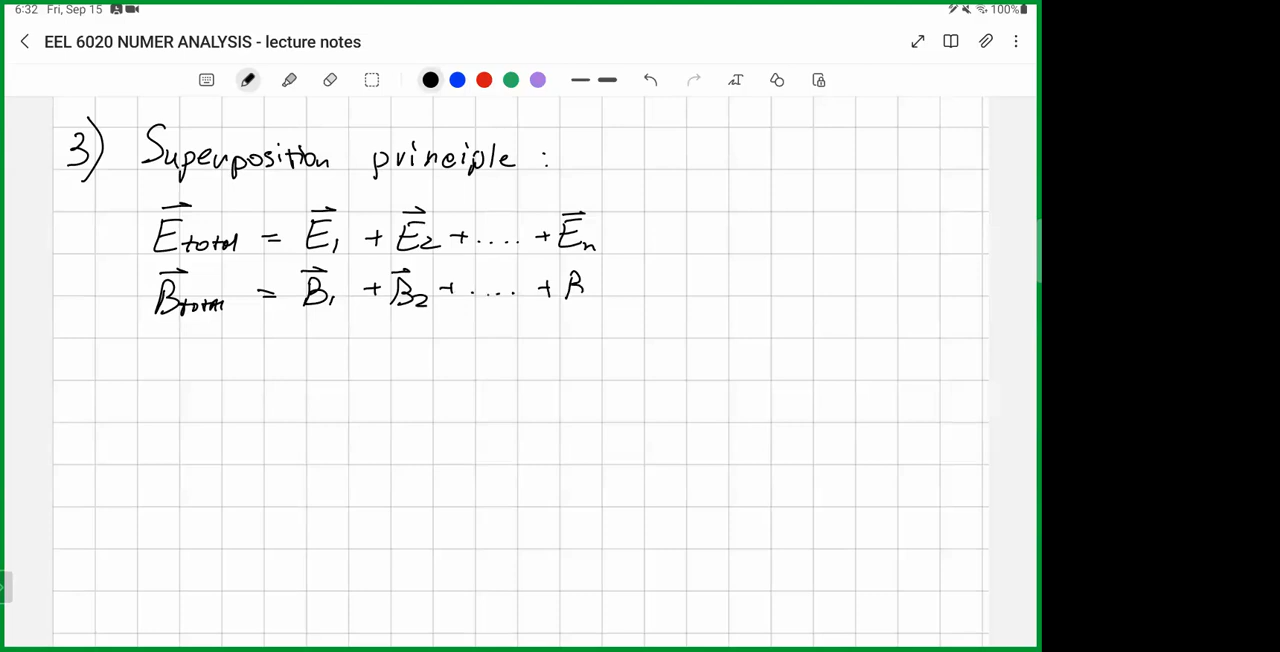 6:32 Fri, Sep 15 100%
EEL 6020 NUMER ANALYSIS - lecture notes
3) Superposition principle :
E⃗total = E⃗₁ + E⃗₂ + .... + E⃗ₙ
B⃗total = B⃗₁ + B⃗₂ + .... + B